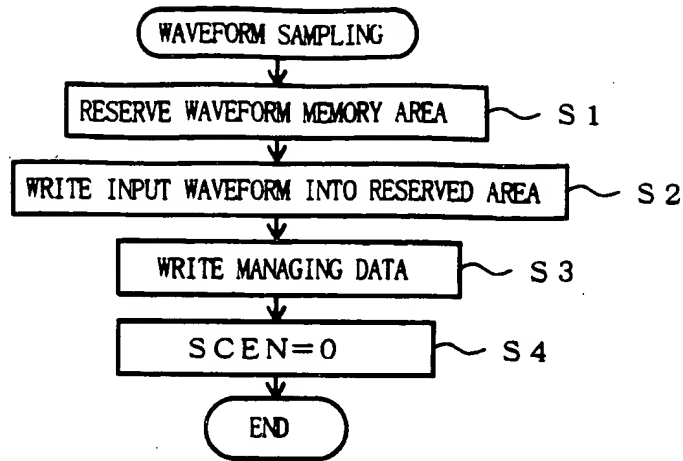 WAVEFORM SAMPLING
RESERVE WAVEFORM MEMORY AREA S1
WRITE INPUT WAVEFORM INTO RESERVED AREA S2
WRITE MANAGING DATA S3
SCEN=0 S4
END